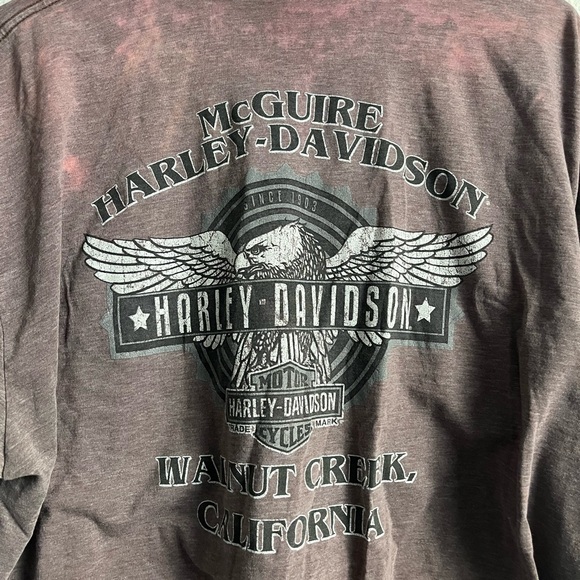 McGUIRE
HARLEY-DAVIDSON
SINCE 1903
HARLEY-DAVIDSON
MOTOR
HARLEY-DAVIDSON
TRADE MARK
CYCLES
WALNUT CREEK,
CALIFORNIA